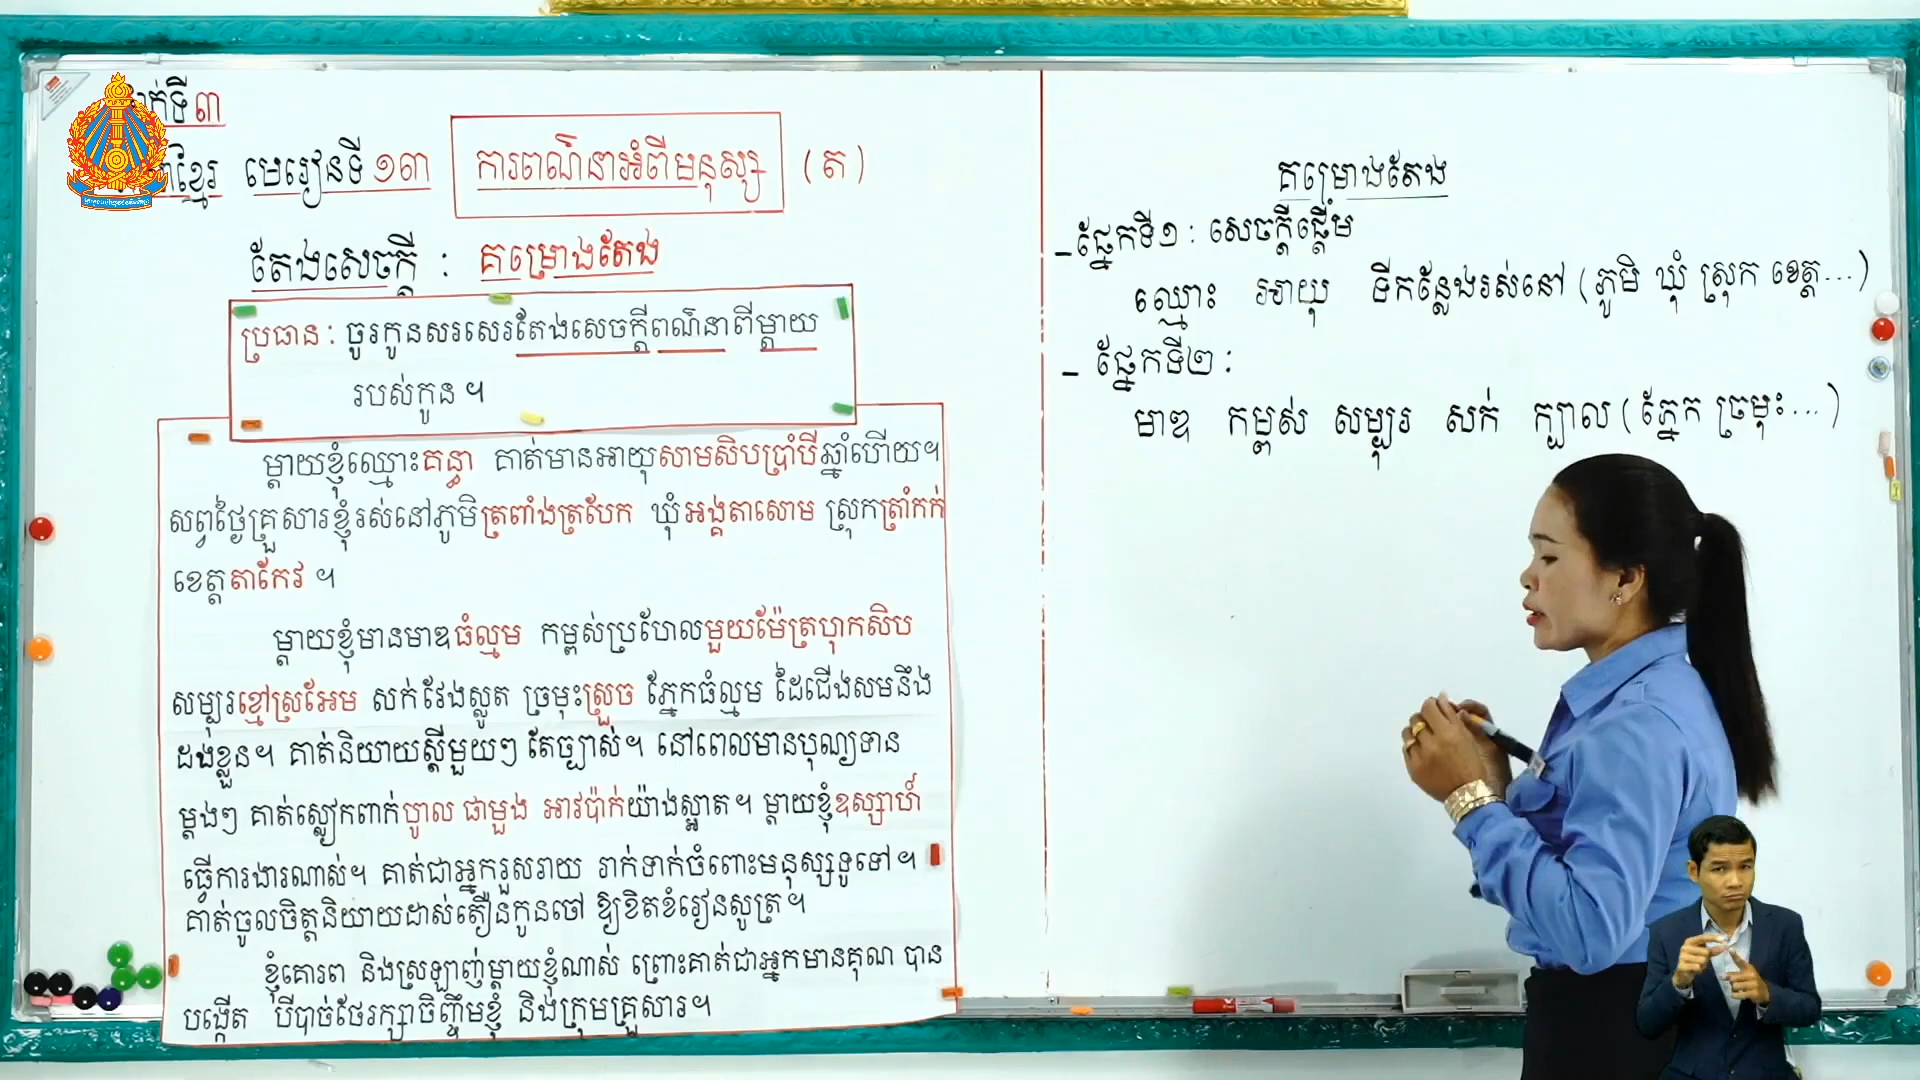 ទី៣
ខ្មែរ មេរៀនទី ១៣ ការពណ៌នាអំពីមនុស្ស (ត)
តែងសេចក្តី : គម្រោងតែង
ប្រធាន : ចូរកូនសរសេរតែងសេចក្តីពណ៌នាពីម្តាយ
របស់កូន ។
ម្តាយខ្ញុំឈ្មោះគន្ធា គាត់មានអាយុសាមសិបប្រាំបីឆ្នាំហើយ។
សព្វថ្ងៃគ្រួសារខ្ញុំរស់នៅភូមិត្រពាំងត្របែក ឃុំអង្គតាសោម ស្រុកត្រាំកក់
ខេត្តតាកែវ ។
ម្តាយខ្ញុំមានមាឌធំល្មម កម្ពស់ប្រហែលមួយម៉ែត្រហុកសិប
សម្បុរខ្មៅស្រអែម សក់វែងស្លូត ច្រមុះស្រួច ភ្នែកធំល្មម ដៃជើងសមនឹង
ដងខ្លួន។ គាត់និយាយស្តីមួយៗ តែច្បាស់។ នៅពេលមានបុណ្យទាន
ម្តងៗ គាត់ស្លៀកពាក់ហូល ផាមួង អាវប៉ាក់យ៉ាងស្អាត។ ម្តាយខ្ញុំឧស្សាហ៍
ធ្វើការងារណាស់។ គាត់ជាអ្នករួសរាយ រាក់ទាក់ចំពោះមនុស្សទូទៅ។
គាត់ចូលចិត្តនិយាយដាស់តឿនកូនចៅ ឱ្យខិតខំរៀនសូត្រ។
ខ្ញុំគោរព និងស្រឡាញ់ម្តាយខ្ញុំណាស់ ព្រោះគាត់ជាអ្នកមានគុណ បាន
បង្កើត បីបាច់ថែរក្សាចិញ្ចឹមខ្ញុំ និងក្រុមគ្រួសារ។
គម្រោងតែង
-ផ្នែកទី១ : សេចក្តីផ្តើម
ឈ្មោះ អាយុ ទីកន្លែងរស់នៅ (ភូមិ ឃុំ ស្រុក ខេត្ត...)
- ផ្នែកទី២ :
មាឌ កម្ពស់ សម្បុរ សក់ ក្បាល (ភ្នែក ច្រមុះ...)